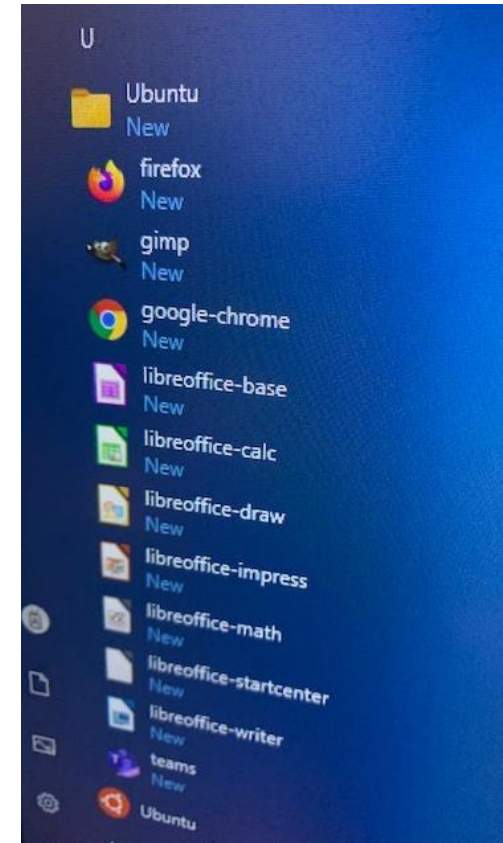 U
Ubuntu
New
firefox
New
gimp
New
google-chrome
New
libreoffice-base
New
libreoffice-calc
New
libreoffice-draw
New
libreoffice-impress
New
libreoffice-math
New
libreoffice-startcenter
New
libreoffice-writer
New
teams
New
Ubuntu